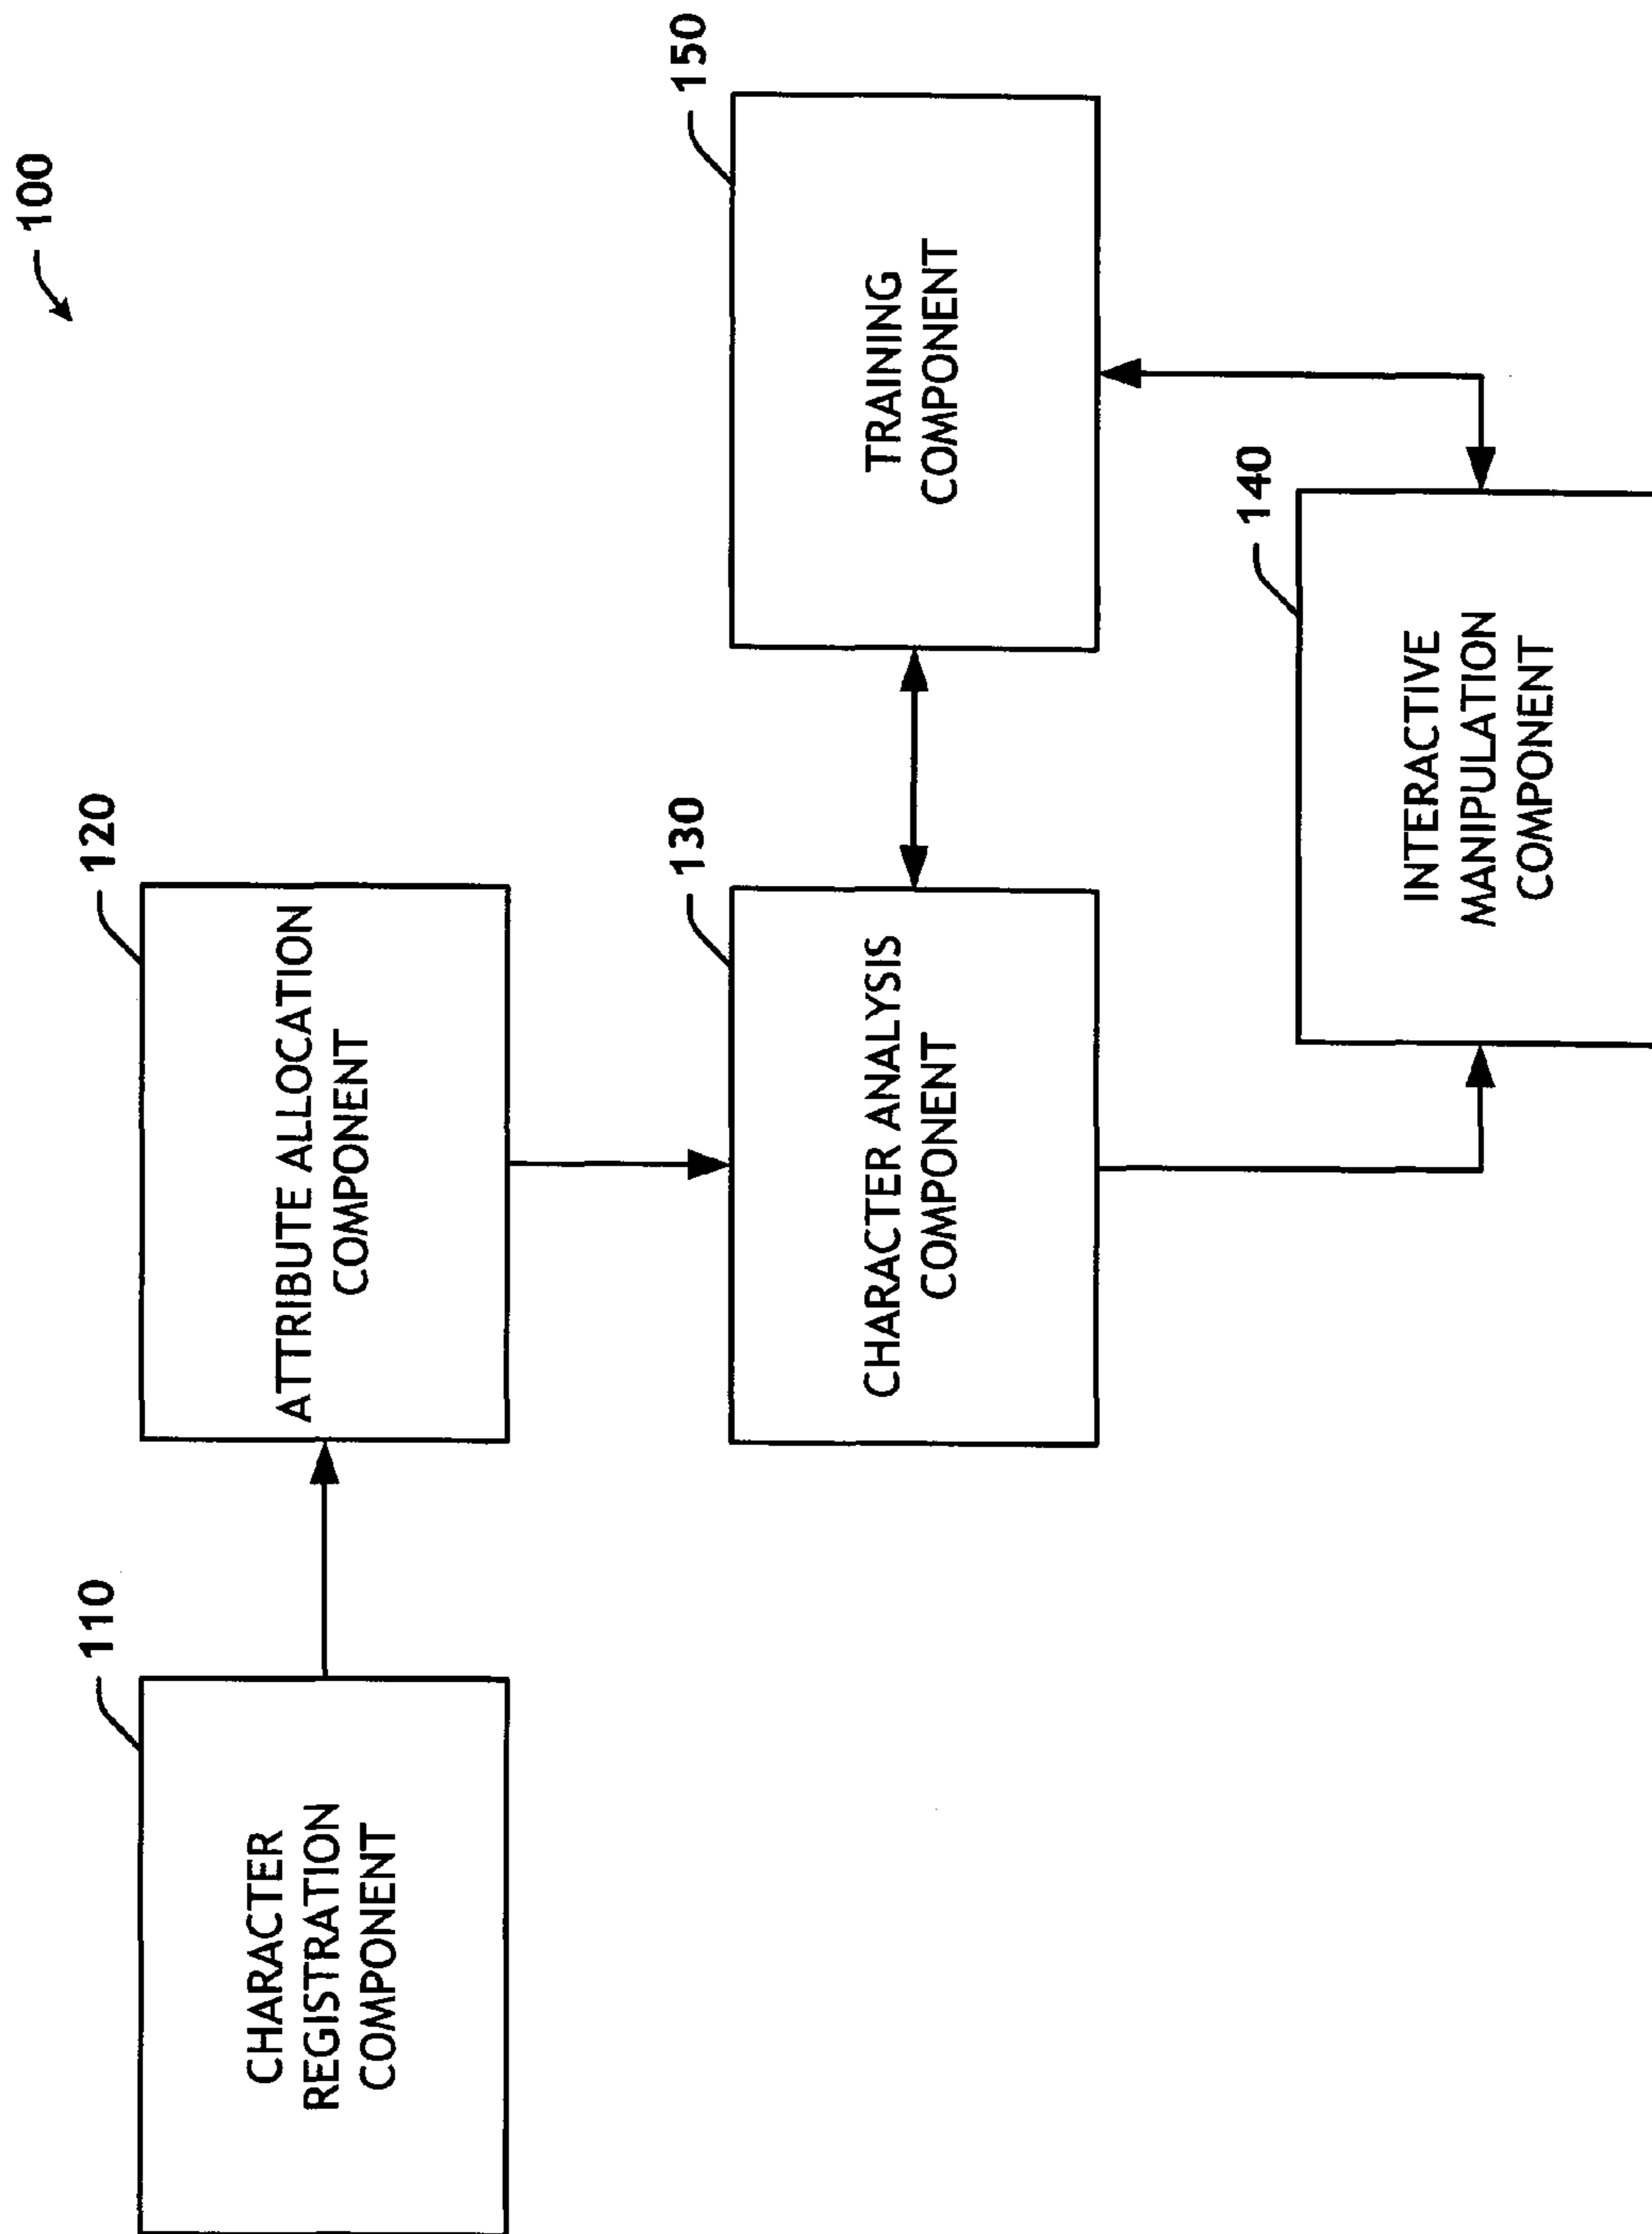 100
110
CHARACTER
REGISTRATION
COMPONENT
120
ATTRIBUTE ALLOCATION
COMPONENT
130
CHARACTER ANALYSIS
COMPONENT
150
TRAINING
COMPONENT
140
INTERACTIVE
MANIPULATION
COMPONENT